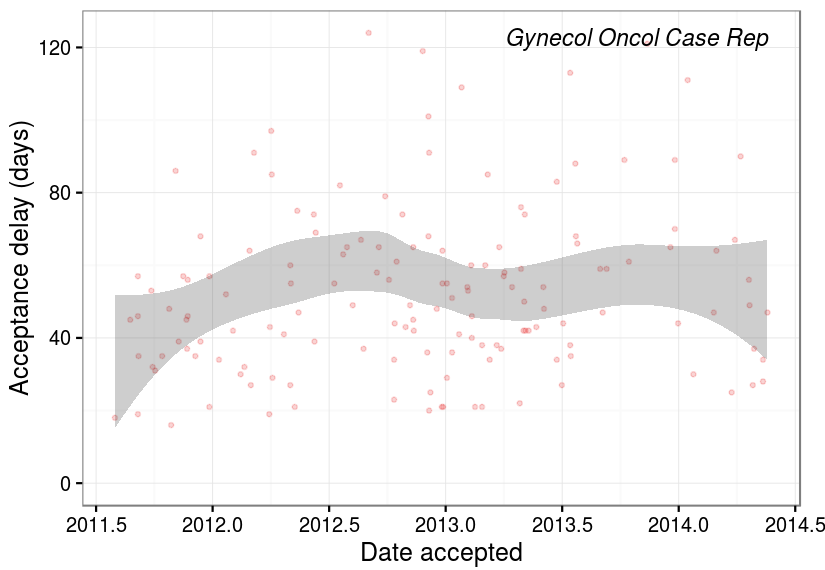 Gynecol Oncol Case Rep
Acceptance delay (days)
120
80
40
0
2011.5 2012.0 2012.5 2013.0 2013.5 2014.0 2014.5
Date accepted